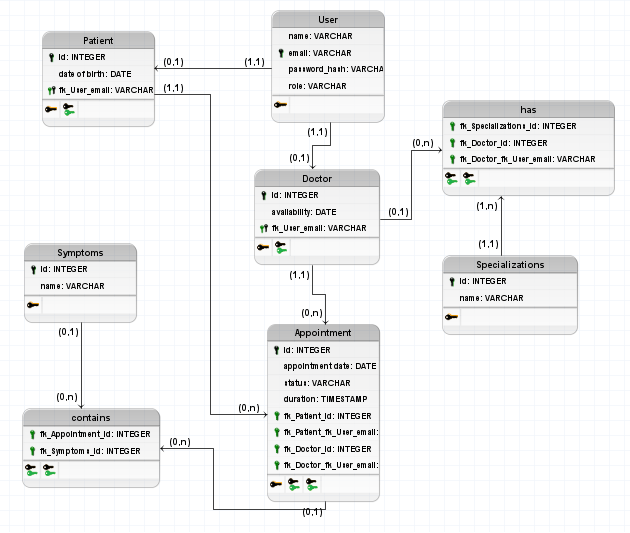 User
name: VARCHAR
email: VARCHAR
password_hash: VARCHA
role: VARCHAR
Patient
id: INTEGER
date of birth: DATE
fk_User_email: VARCHAR
(0,1)
(1,1)
(1,1)
(1,1)
(0,1)
has
fk_Specializations_id: INTEGER
fk_Doctor_id: INTEGER
fk_Doctor_fk_User_email: VARCHAR
(0,n)
(0,1)
Doctor
id: INTEGER
availability: DATE
fk_User_email: VARCHAR
(1,n)
(1,1)
Symptoms
id: INTEGER
name: VARCHAR
Specializations
id: INTEGER
name: VARCHAR
(1,1)
(0,n)
(0,1)
(0,n)
Appointment
id: INTEGER
appointment date: DATE
status: VARCHAR
duration: TIMESTAMP
fk_Patient_id: INTEGER
fk_Patient_fk_User_email:
fk_Doctor_id: INTEGER
fk_Doctor_fk_User_email:
(0,n)
contains
fk_Appointment_id: INTEGER
fk_Symptoms_id: INTEGER
(0,n)
(0,1)